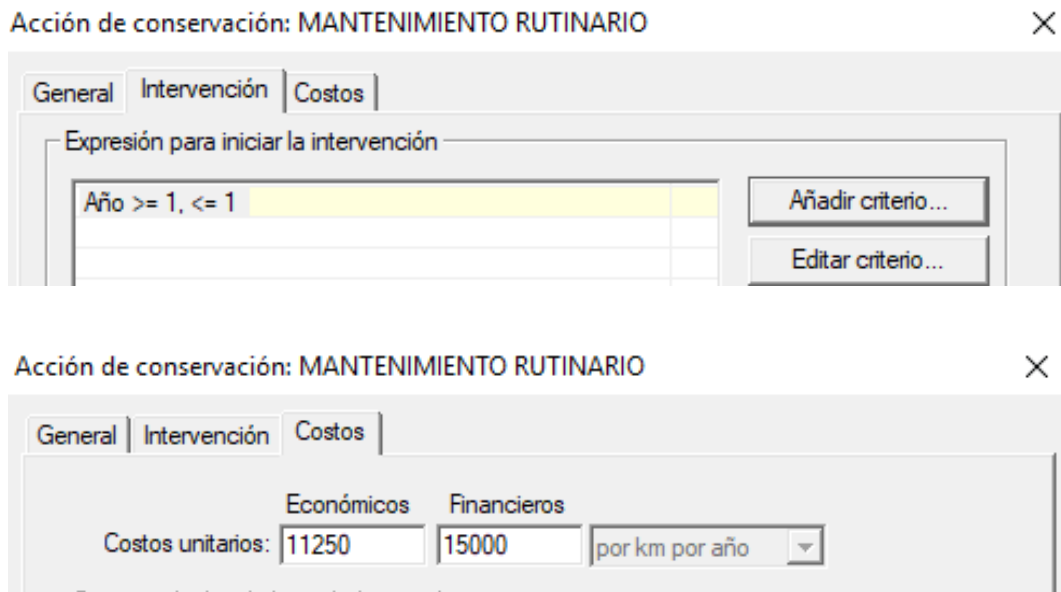 Acción de conservación: MANTENIMIENTO RUTINARIO
General Intervención Costos
Expresión para iniciar la intervención
Año >= 1, <= 1
Añadir criterio...
Editar criterio...
Acción de conservación: MANTENIMIENTO RUTINARIO
General Intervención Costos
Económicos Financieros
Costos unitarios: 11250 15000 por km por año